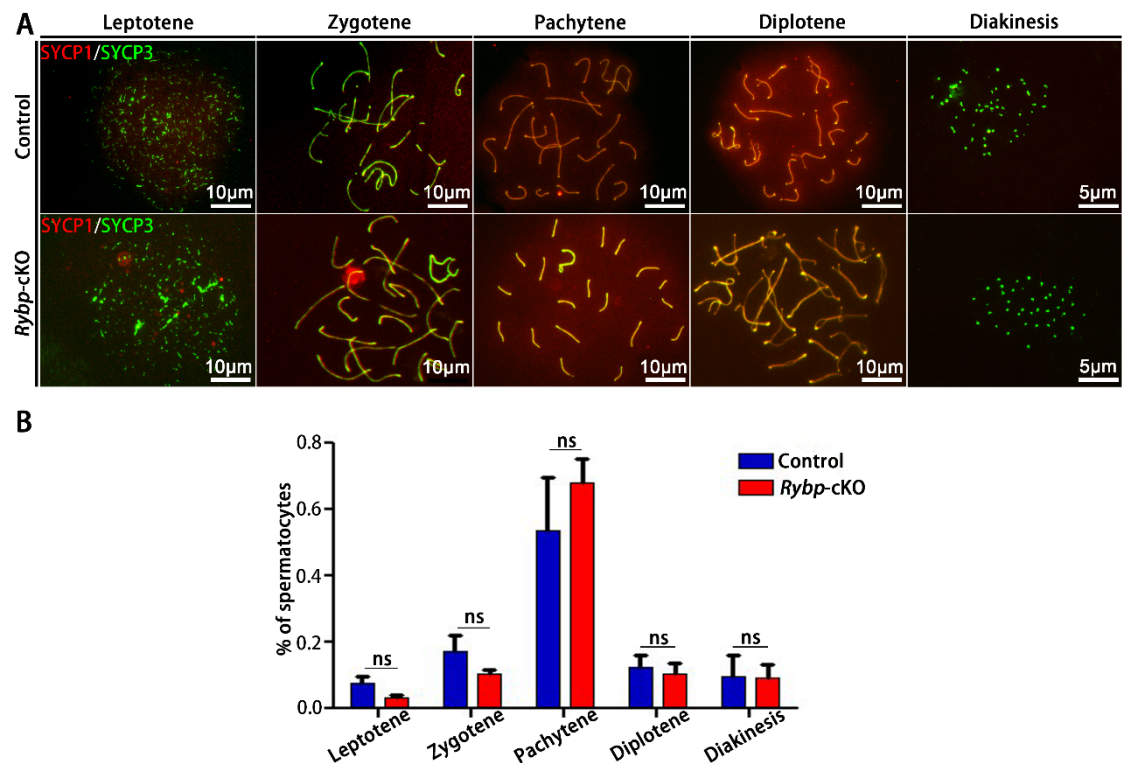 A
Leptotene Zygotene Pachytene Diplotene Diakinesis
Control
SYCP1/SYCP3
10μm 10μm 10μm 10μm 5μm
Rybp-cKO
SYCP1/SYCP3
10μm 10μm 10μm 10μm 5μm
B
% of spermatocytes
0.8
0.6
0.4
0.2
0.0
ns ns ns ns ns
Control
Rybp-cKO
Leptotene Zygotene Pachytene Diplotene Diakinesis